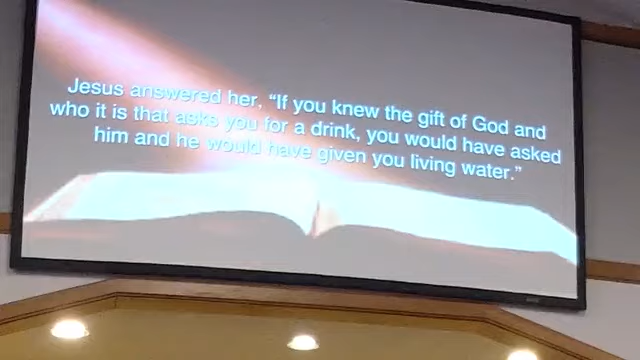 Jesus answered her, “If you knew the gift of God and
who it is that asks you for a drink, you would have asked
him and he would have given you living water.”